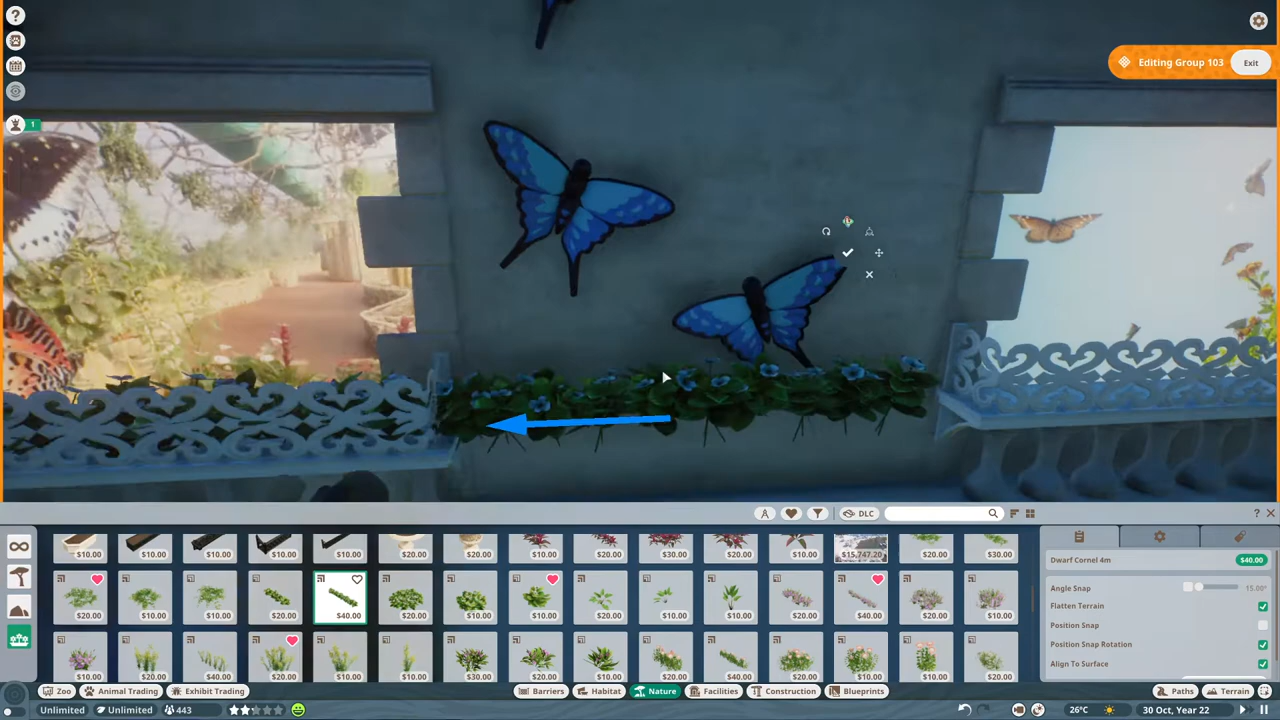 ?
Editing Group 103 Exit
1
DLC
? ×
$10.00 $10.00 $10.00 $10.00 $10.00 $20.00 $20.00 $10.00 $20.00 $30.00 $20.00 $10.00 $15,747.20 $20.00 $30.00
Dwarf Cornel 4m $40.00
$20.00 $10.00 $10.00 $20.00 $40.00 $20.00 $10.00 $10.00 $20.00 $10.00 $10.00 $20.00 $40.00 $20.00 $10.00
Angle Snap 15.00°
Flatten Terrain
Position Snap
Position Snap Rotation
Align To Surface
$20.00 $20.00 $10.00 $20.00 $10.00 $10.00 $30.00 $20.00 $10.00 $20.00 $40.00 $20.00 $10.00 $10.00 $20.00
Zoo Animal Trading Exhibit Trading Barriers Habitat Nature Facilities Construction Blueprints Paths Terrain
Unlimited Unlimited 443 26°C 30 Oct, Year 22